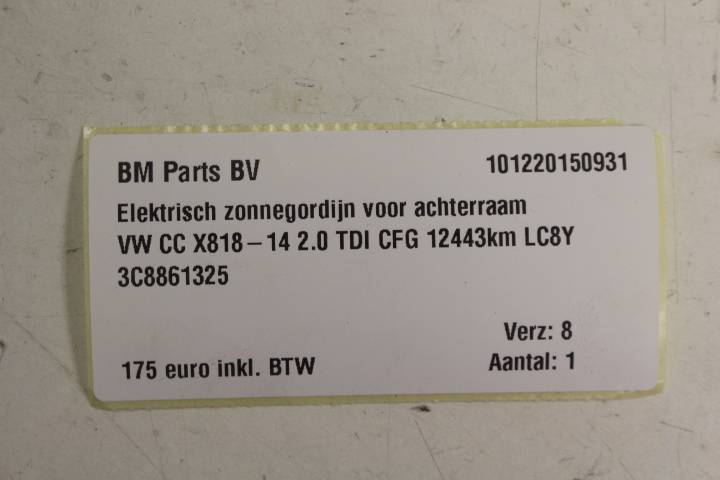 BM Parts BV 101220150931
Elektrisch zonnegordijn voor achterraam
VW CC X818-14 2.0 TDI CFG 12443km LC8Y
3C8861325
Verz: 8
175 euro inkl. BTW Aantal: 1